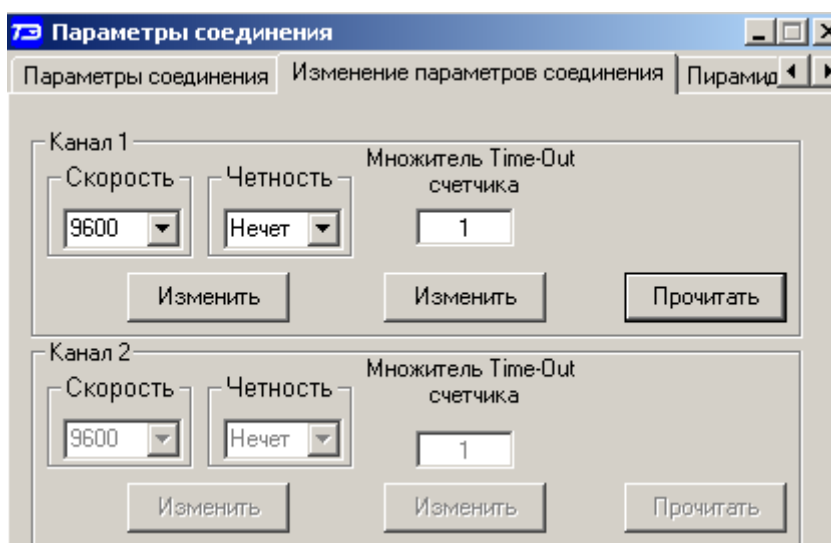 ТЭ Параметры соединения
Параметры соединения Изменение параметров соединения Пирамид
Канал 1
Скорость Четность Множитель Time-Out
счетчика
9600 Нечет 1
Изменить Изменить Прочитать
Канал 2
Скорость Четность Множитель Time-Out
счетчика
9600 Нечет 1
Изменить Изменить Прочитать